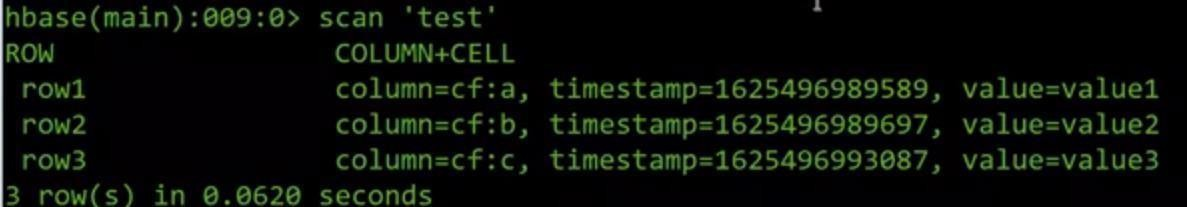 hbase(main):009:0> scan 'test'
ROW COLUMN+CELL
row1 column=cf:a, timestamp=1625496989589, value=value1
row2 column=cf:b, timestamp=1625496989697, value=value2
row3 column=cf:c, timestamp=1625496993087, value=value3
3 row(s) in 0.0620 seconds